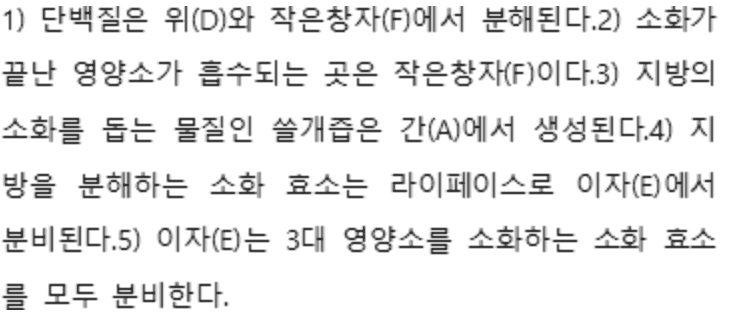 1) 단백질은 위(D)와 작은창자(F)에서 분해된다.2) 소화가
끝난 영양소가 흡수되는 곳은 작은창자(F)이다.3) 지방의
소화를 돕는 물질인 쓸개즙은 간(A)에서 생성된다.4) 지
방을 분해하는 소화 효소는 라이페이스로 이자(E)에서
분비된다.5) 이자(E)는 3대 영양소를 소화하는 소화 효소
를 모두 분비한다.